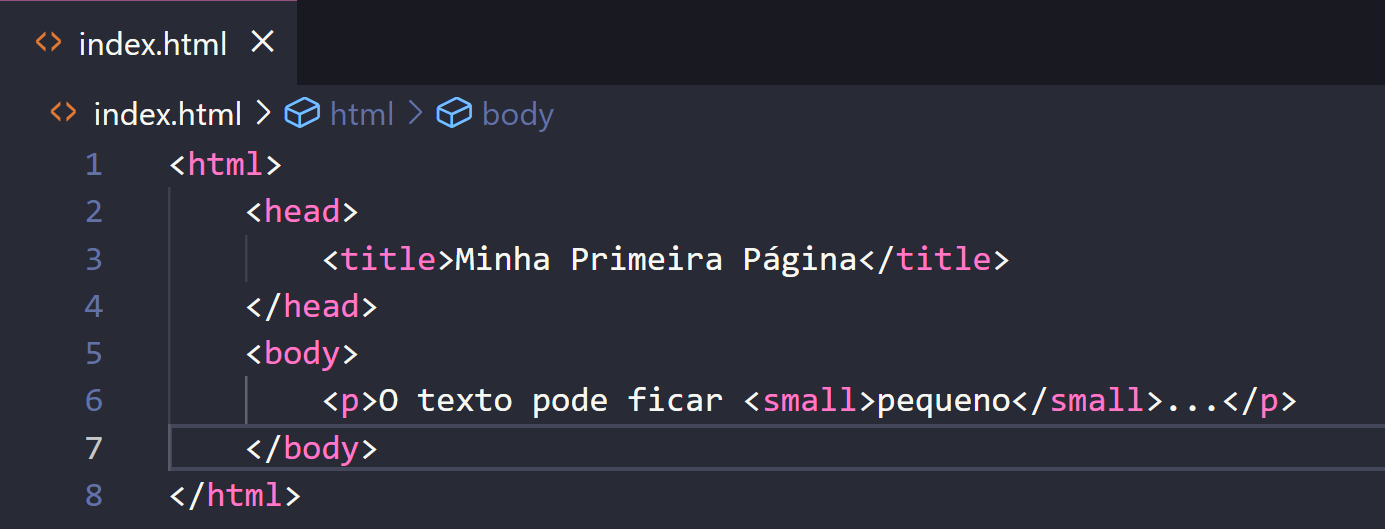 index.html
index.html > html > body
1 <html>
2 <head>
3 <title>Minha Primeira Página</title>
4 </head>
5 <body>
6 <p>O texto pode ficar <small>pequeno</small>...</p>
7 </body>
8 </html>